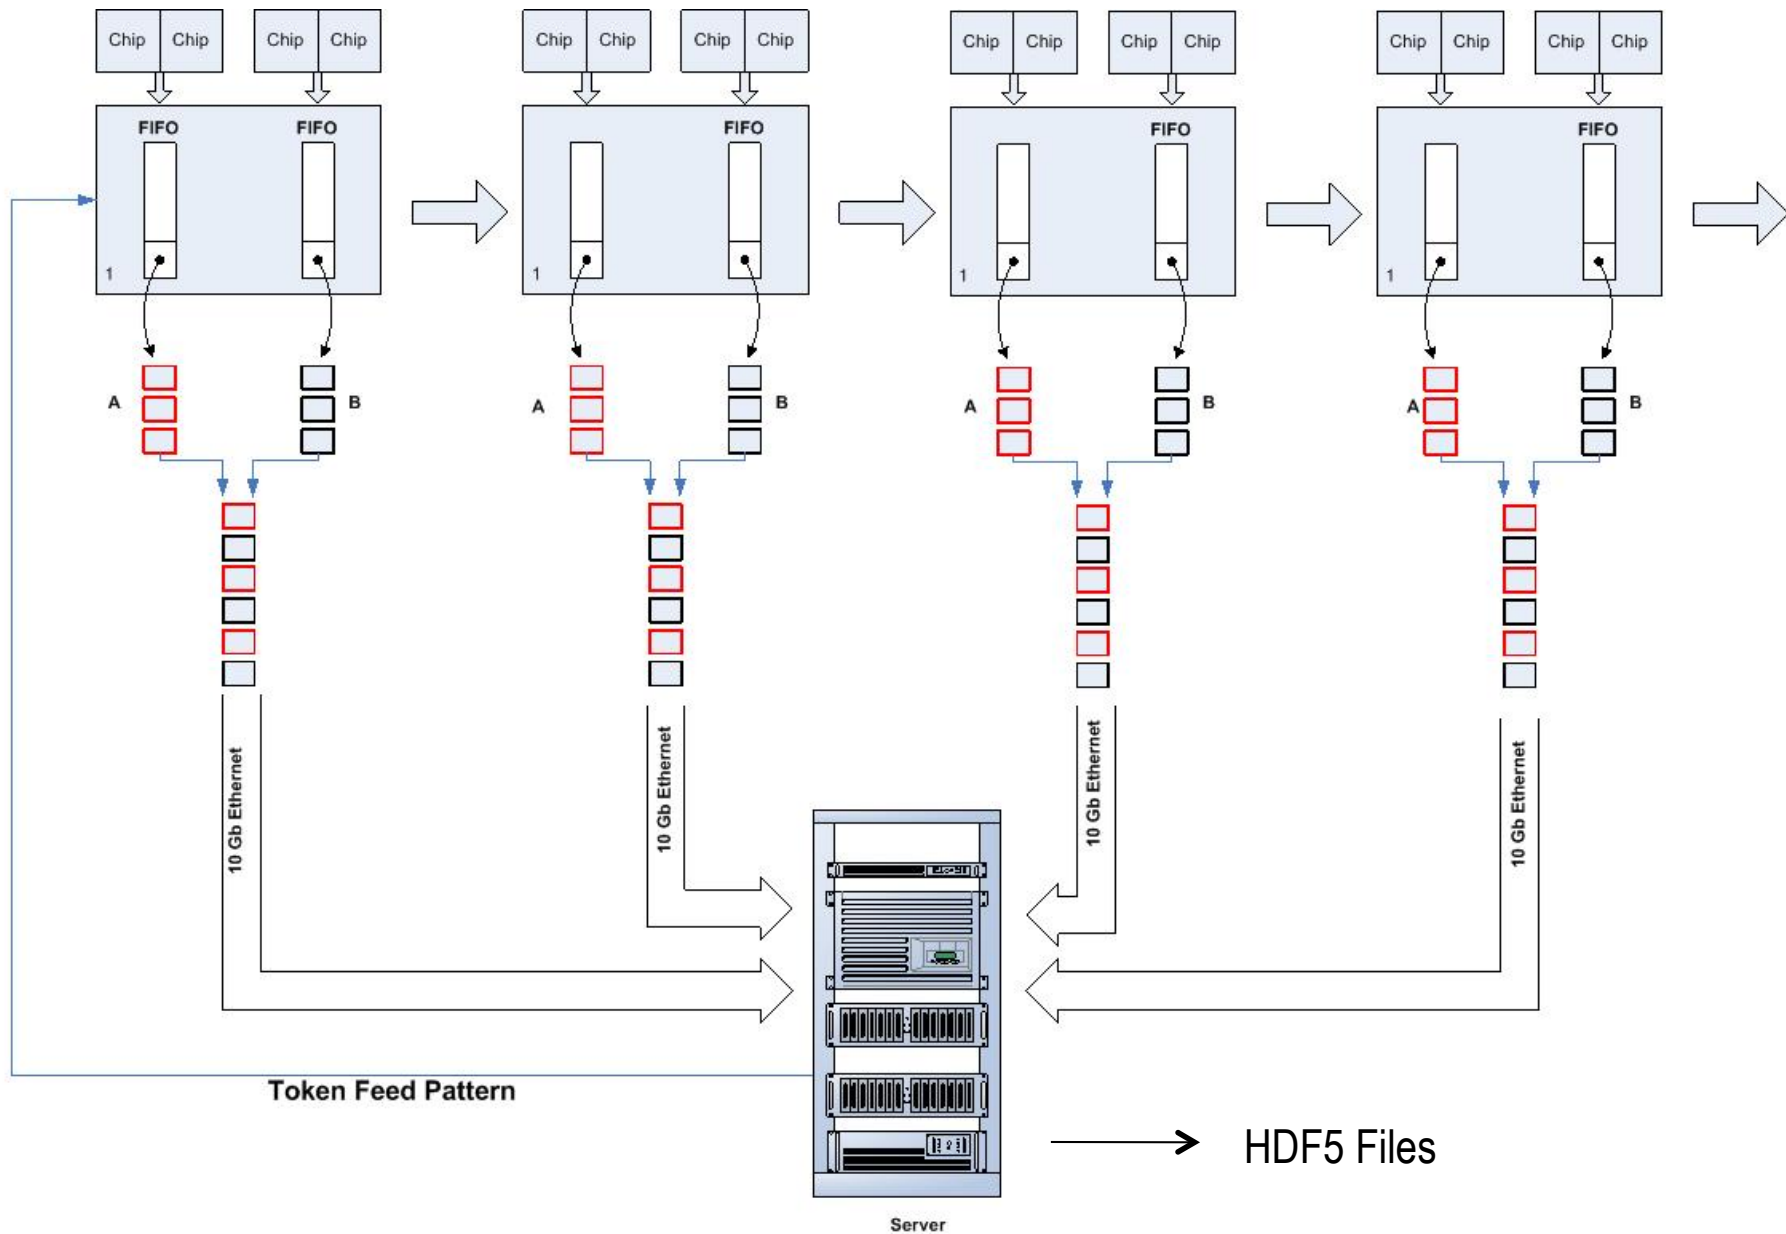 Chip Chip Chip Chip Chip Chip Chip Chip Chip Chip Chip Chip Chip Chip Chip Chip
FIFO FIFO FIFO FIFO FIFO
1 1 1 1
A B A B A B A B
10 Gb Ethernet
10 Gb Ethernet
10 Gb Ethernet
10 Gb Ethernet
Token Feed Pattern
HDF5 Files
Server